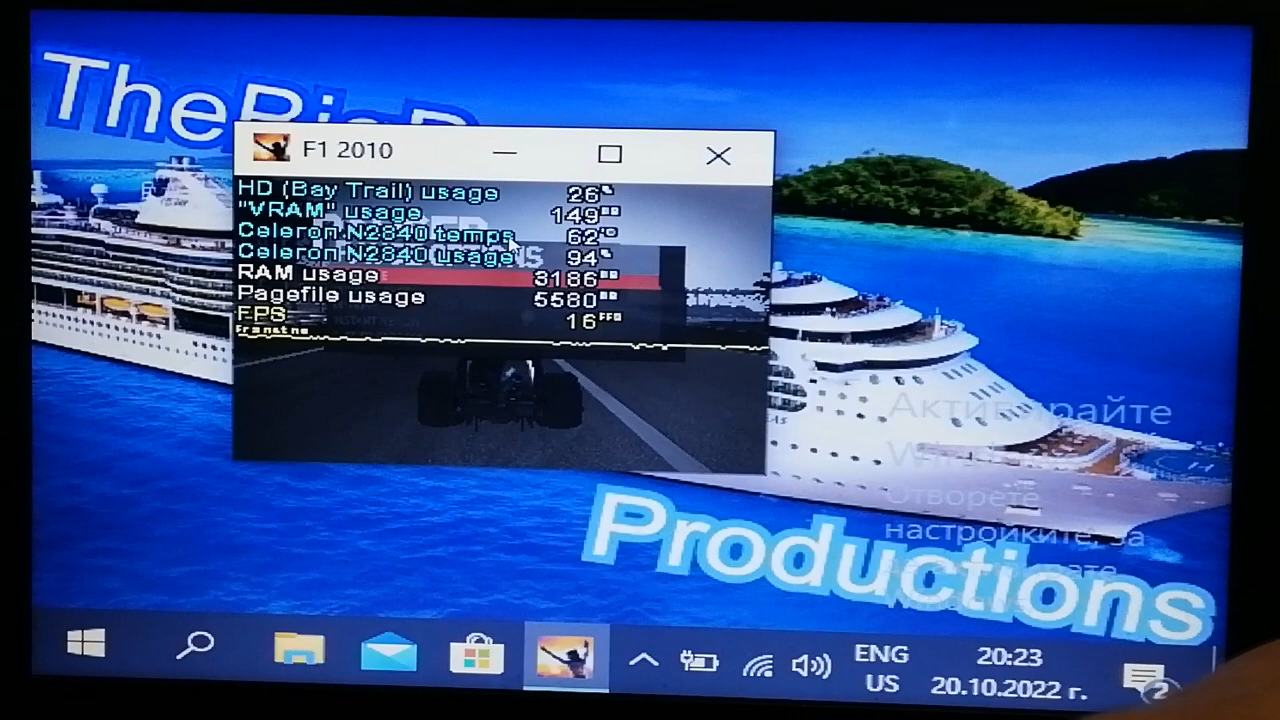 F1 2010
HD (Bay Trail) usage 26%
"VRAM" usage 149MB
Celeron N2840 temps 62°C
Celeron N2840 usage 94%
RAM usage 3186MB
Pagefile usage 5580MB
FPS 16FPS
Активирайте
Отворете
настройките, за
Productions
ENG 20:23
US 20.10.2022 г.
2